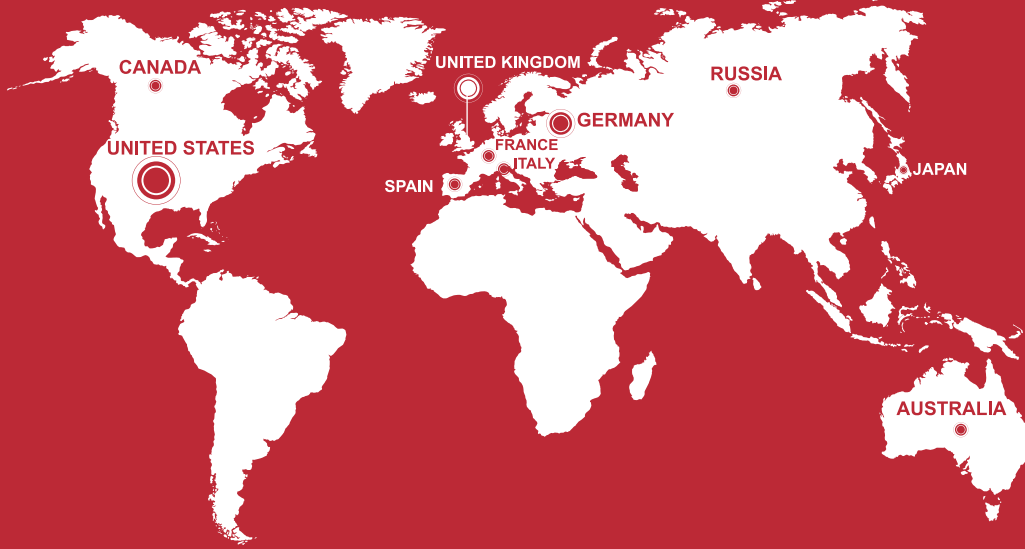 UNITED KINGDOM
CANADA
RUSSIA
GERMANY
UNITED STATES
FRANCE
ITALY
JAPAN
SPAIN
AUSTRALIA